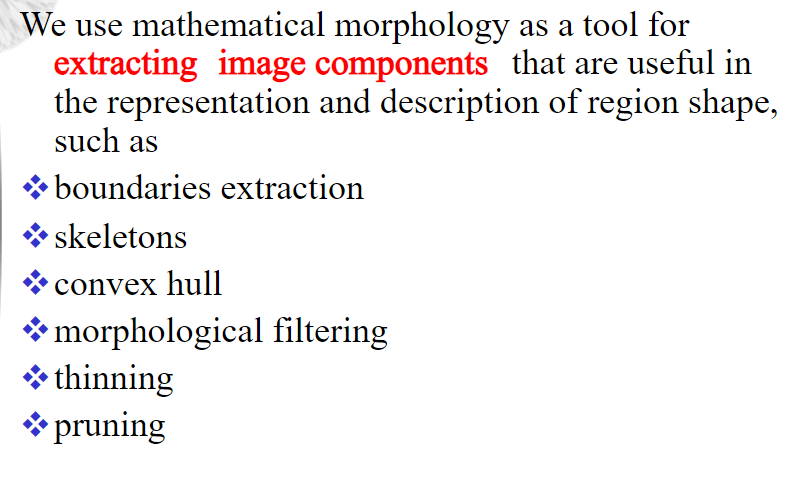 We use mathematical morphology as a tool for
extracting image components that are useful in
the representation and description of region shape,
such as
❖ boundaries extraction
❖ skeletons
❖ convex hull
❖ morphological filtering
❖ thinning
❖ pruning